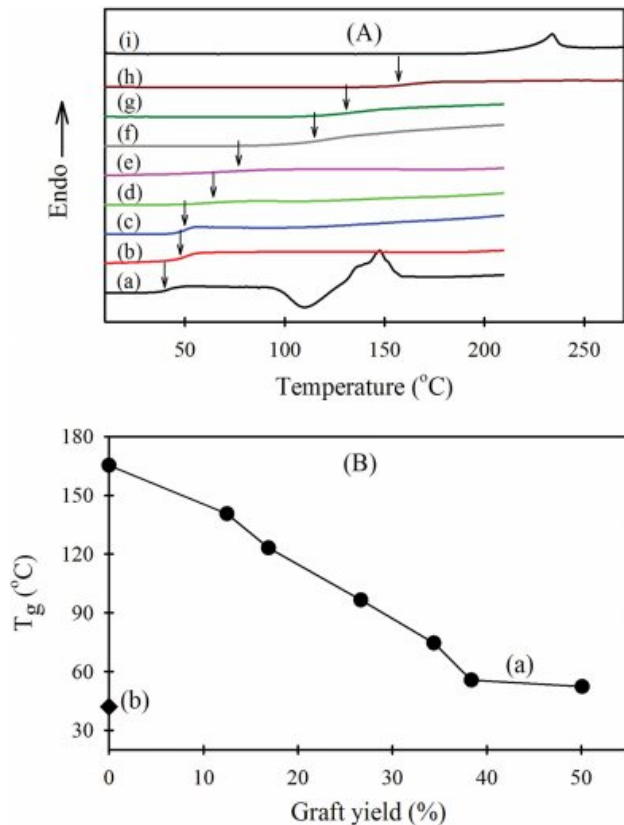 (A)
(i)
(h)
(g)
(f)
(e)
(d)
(c)
(b)
(a)
Endo
50 100 150 200 250
Temperature (°C)
(B)
180
150
120
90
60
30
Tg (°C)
(a)
(b)
0 10 20 30 40 50
Graft yield (%)